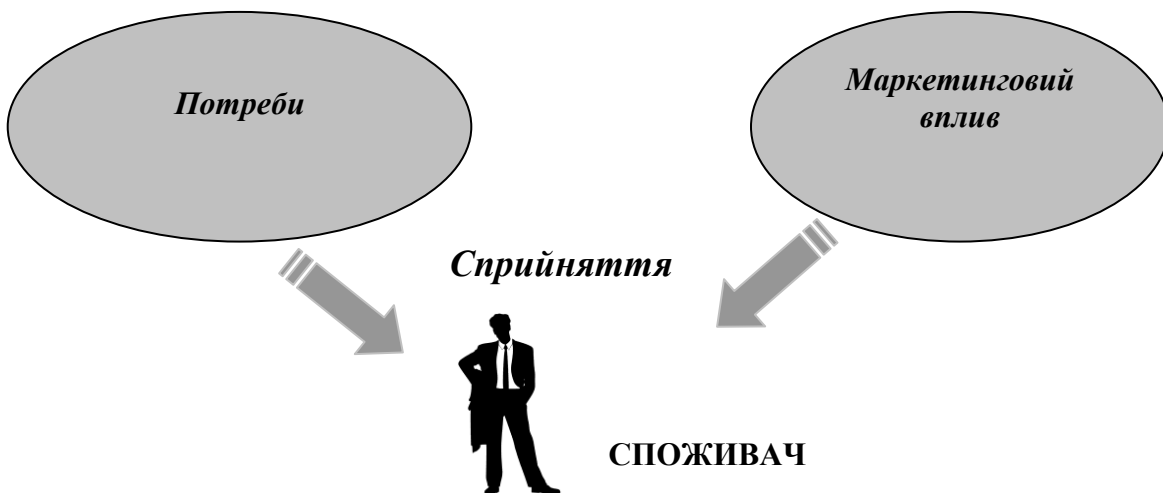 Потреби
Маркетинговий
вплив
Сприйняття
СПОЖИВАЧ